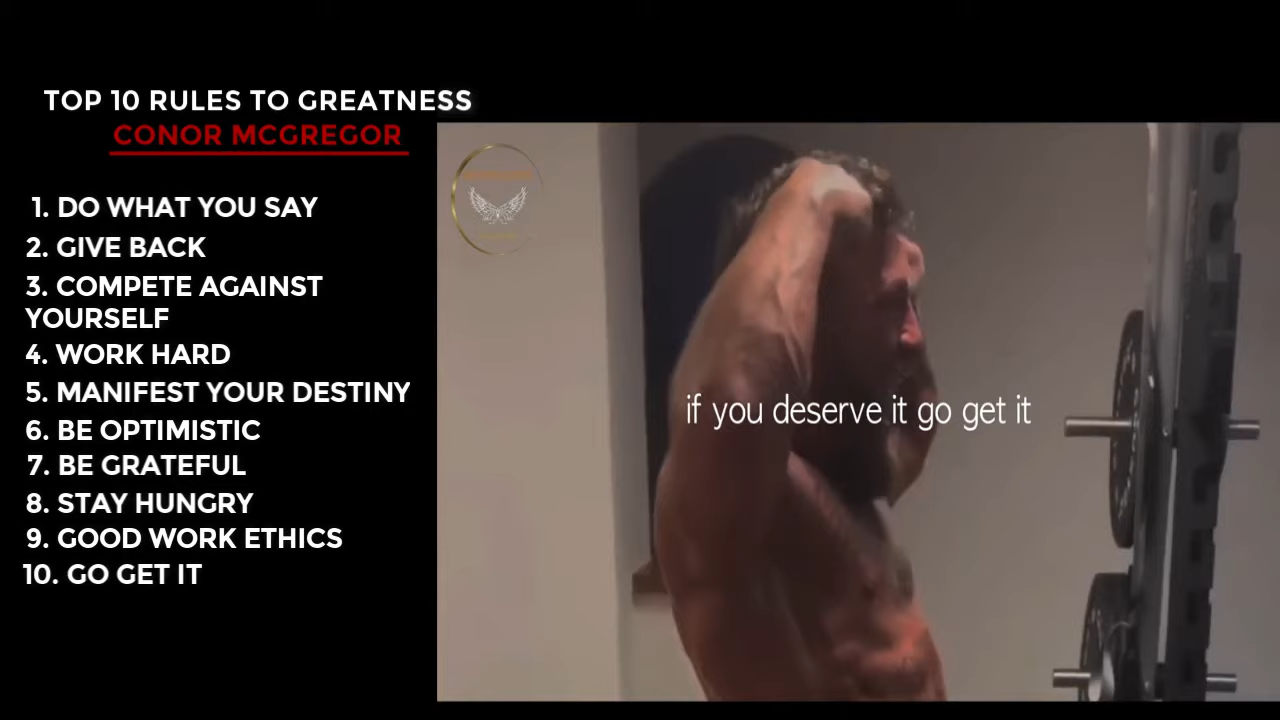 TOP 10 RULES TO GREATNESS
CONOR MCGREGOR
1. DO WHAT YOU SAY
2. GIVE BACK
3. COMPETE AGAINST
YOURSELF
4. WORK HARD
5. MANIFEST YOUR DESTINY
6. BE OPTIMISTIC
7. BE GRATEFUL
8. STAY HUNGRY
9. GOOD WORK ETHICS
10. GO GET IT
if you deserve it go get it